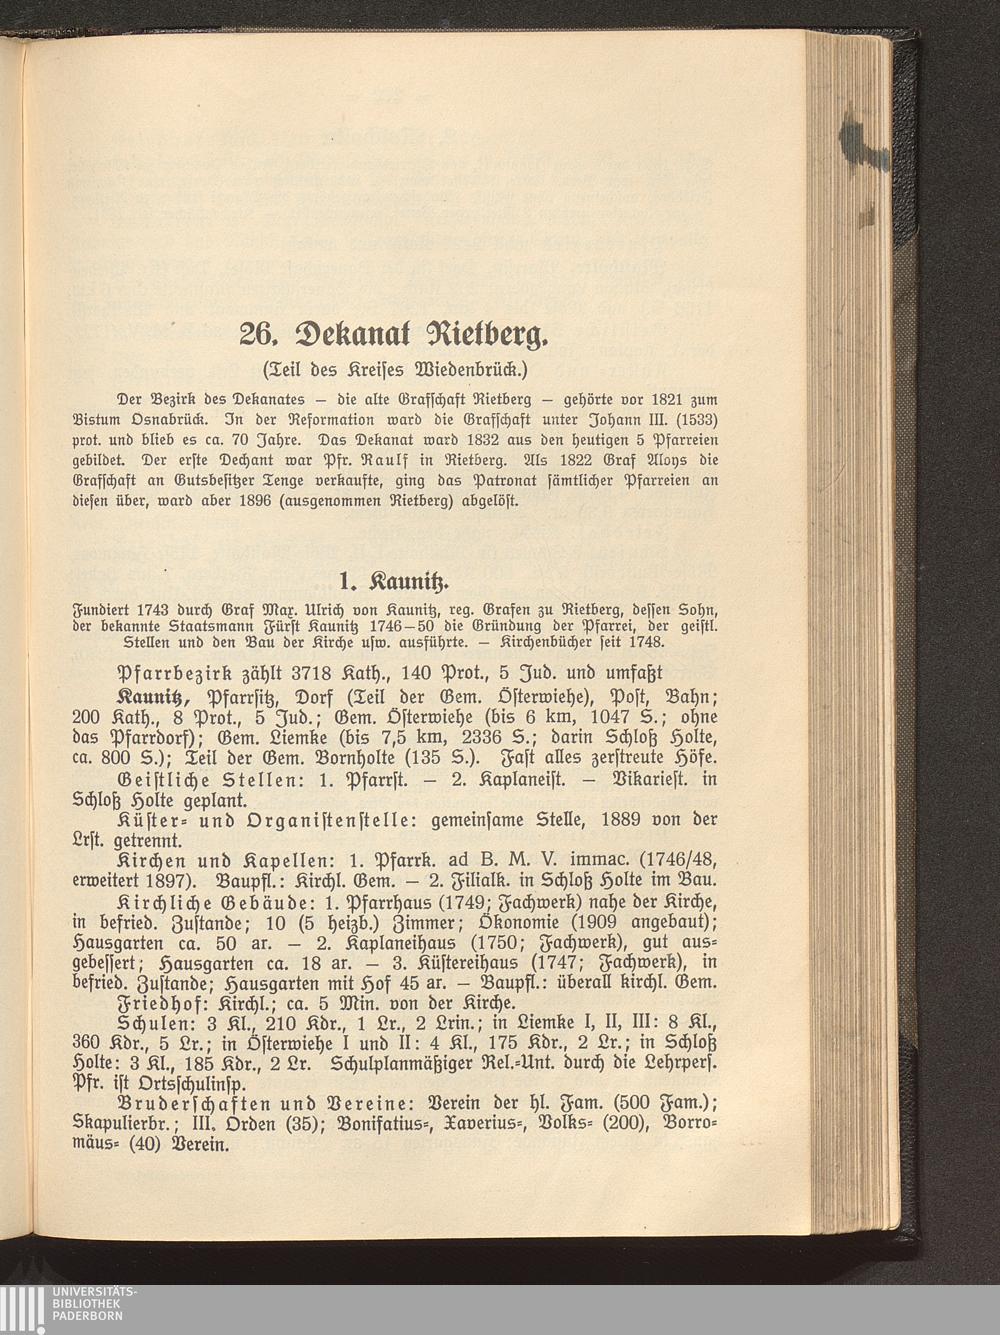 26. Dekanat Rietberg.
(Teil des Kreises Wiedenbrück.)
Der Bezirk des Dekanates — die alte Grafschaft Rietberg — gehörte vor 1821 zum
Bistum Osnabrück. In der Reformation ward die Grafschaft unter Johann III. (1533)
prot. und blieb es ca. 70 Jahre. Das Dekanat ward 1832 aus den heutigen 5 Pfarreien
gebildet. Der erste Dechant war Pfr. Raulf in Rietberg. Als 1822 Graf Aloys die
Grafschaft an Gutsbesitzer Tenge verkaufte, ging das Patronat sämtlicher Pfarreien an
diesen über, ward aber 1896 (ausgenommen Rietberg) abgelöst.
1. Kaunitz.
Fundiert 1743 durch Graf Max. Ulrich von Kaunitz, reg. Grafen zu Rietberg, dessen Sohn,
der bekannte Staatsmann Fürst Kaunitz 1746—50 die Gründung der Pfarrei, der geistl.
Stellen und den Bau der Kirche usw. ausführte. — Kirchenbücher seit 1748.
Pfarrbezirk zählt 3718 Kath., 140 Prot., 5 Jud. und umfaßt
Kaunitz, Pfarrsitz, Dorf (Teil der Gem. Österwiehe), Post, Bahn;
200 Kath., 8 Prot., 5 Jud.; Gem. Österwiehe (bis 6 km, 1047 S.; ohne
das Pfarrdorf); Gem. Liemke (bis 7,5 km, 2336 S.; darin Schloß Holte,
ca. 800 S.); Teil der Gem. Bornholte (135 S.). Fast alles zerstreute Höfe.
Geistliche Stellen: 1. Pfarrst. — 2. Kaplaneist. — Vikariest. in
Schloß Holte geplant.
Küster- und Organistenstelle: gemeinsame Stelle, 1889 von der
Lrst. getrennt.
Kirchen und Kapellen: 1. Pfarrk. ad B. M. V. immac. (1746/48,
erweitert 1897). Baupfl.: Kirchl. Gem. — 2. Filialk. in Schloß Holte im Bau.
Kirchliche Gebäude: 1. Pfarrhaus (1749; Fachwerk) nahe der Kirche,
in befried. Zustande; 10 (5 heizb.) Zimmer; Ökonomie (1909 angebaut);
Hausgarten ca. 50 ar. — 2. Kaplaneihaus (1750; Fachwerk), gut aus-
gebessert; Hausgarten ca. 18 ar. — 3. Küstereihaus (1747; Fachwerk), in
befried. Zustande; Hausgarten mit Hof 45 ar. — Baupfl.: überall kirchl. Gem.
Friedhof: Kirchl.; ca. 5 Min. von der Kirche.
Schulen: 3 Kl., 210 Kdr., 1 Lr., 2 Lrin.; in Liemke I, II, III: 8 Kl.,
360 Kdr., 5 Lr.; in Österwiehe I und II: 4 Kl., 175 Kdr., 2 Lr.; in Schloß
Holte: 3 Kl., 185 Kdr., 2 Lr. Schulplanmäßiger Rel.-Unt. durch die Lehrpers.
Pfr. ist Ortsschulinsp.
Bruderschaften und Vereine: Verein der hl. Fam. (500 Fam.);
Skapulierbr.; III. Orden (35); Bonifatius-, Xaverius-, Volks- (200), Borro-
mäus- (40) Verein.
UNIVERSITÄTS-
BIBLIOTHEK
PADERBORN